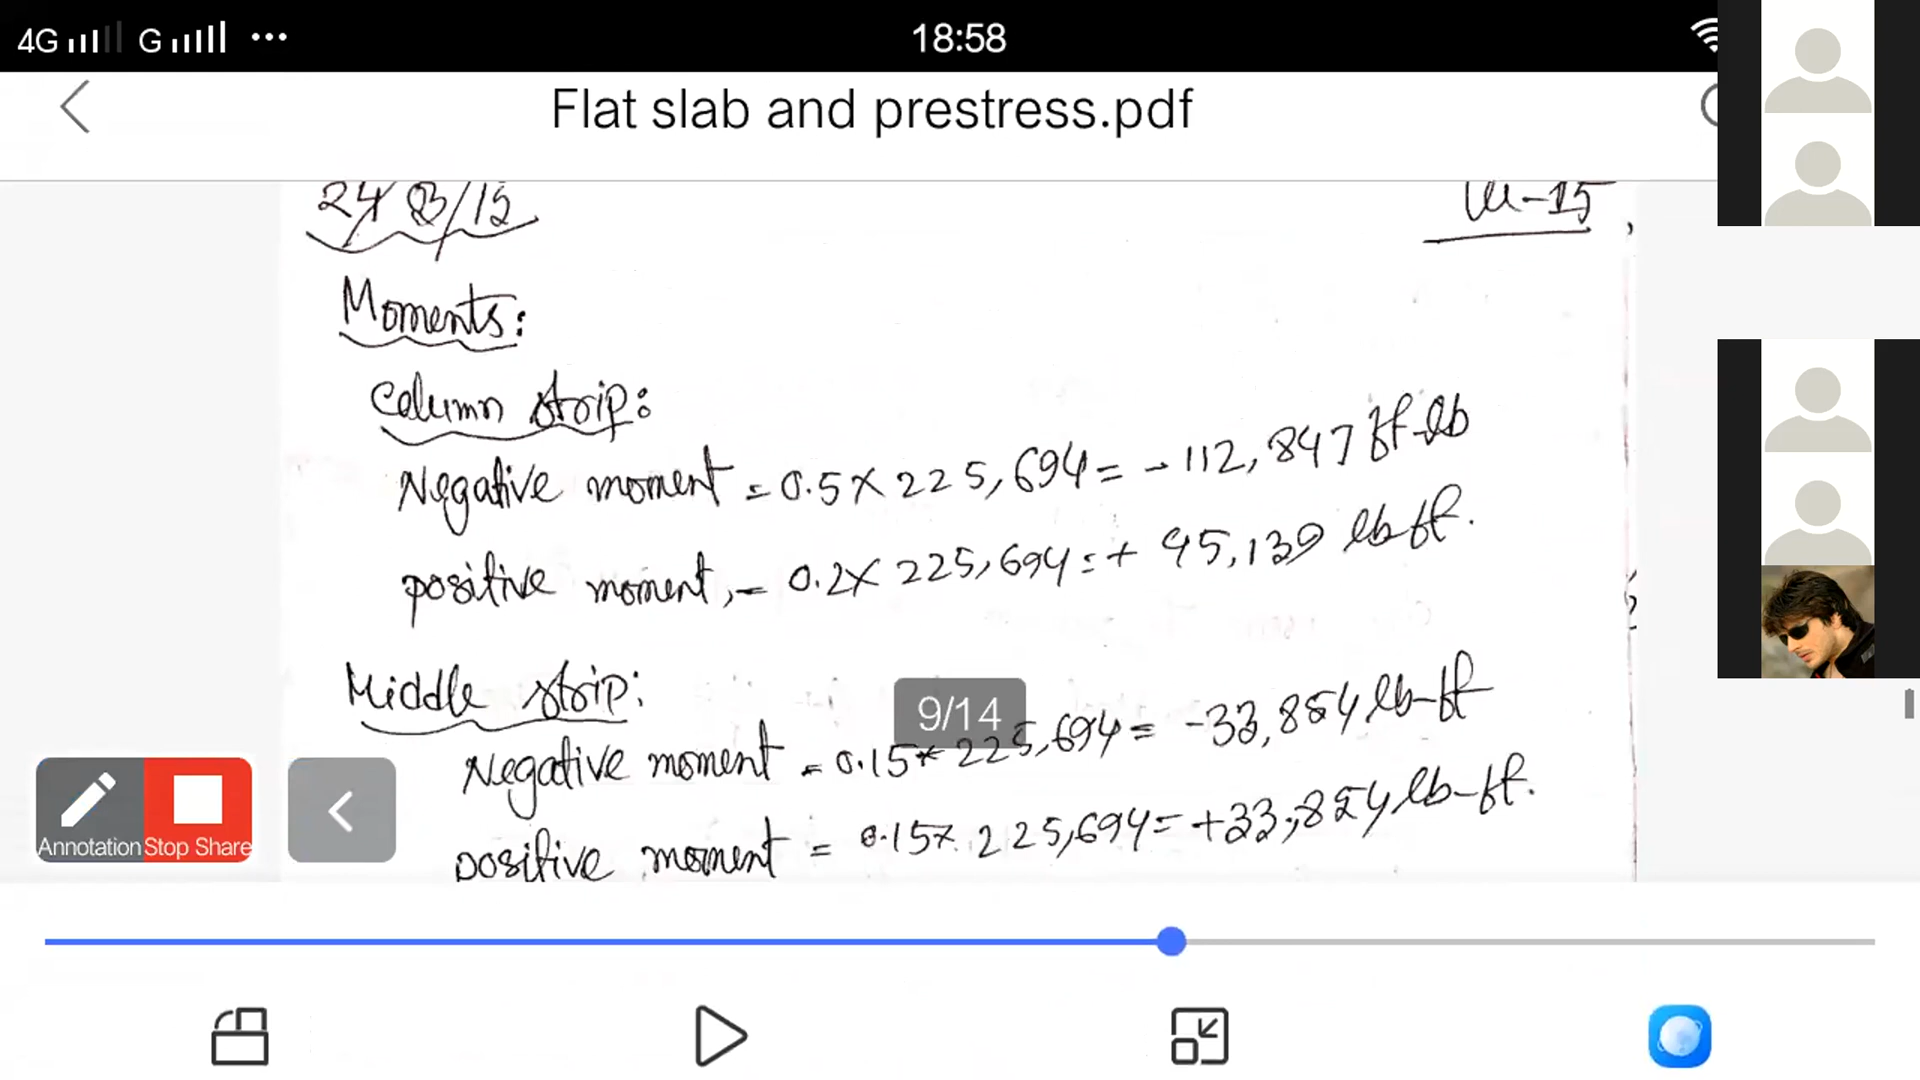 4G G ... 18:58
Flat slab and prestress.pdf
24/03/15
Moments:
Column strip:
Negative moment = 0.5 × 225,694 = - 112,847 ft-lb
positive moment, = 0.2 × 225,694 = + 45,139 lb ft.
Middle strip:
9/14
Negative moment = 0.15 * 225,694 = - 33,854 lb-ft
positive moment = 0.15 × 225,694 = + 33,854 lb-ft.
Annotation Stop Share